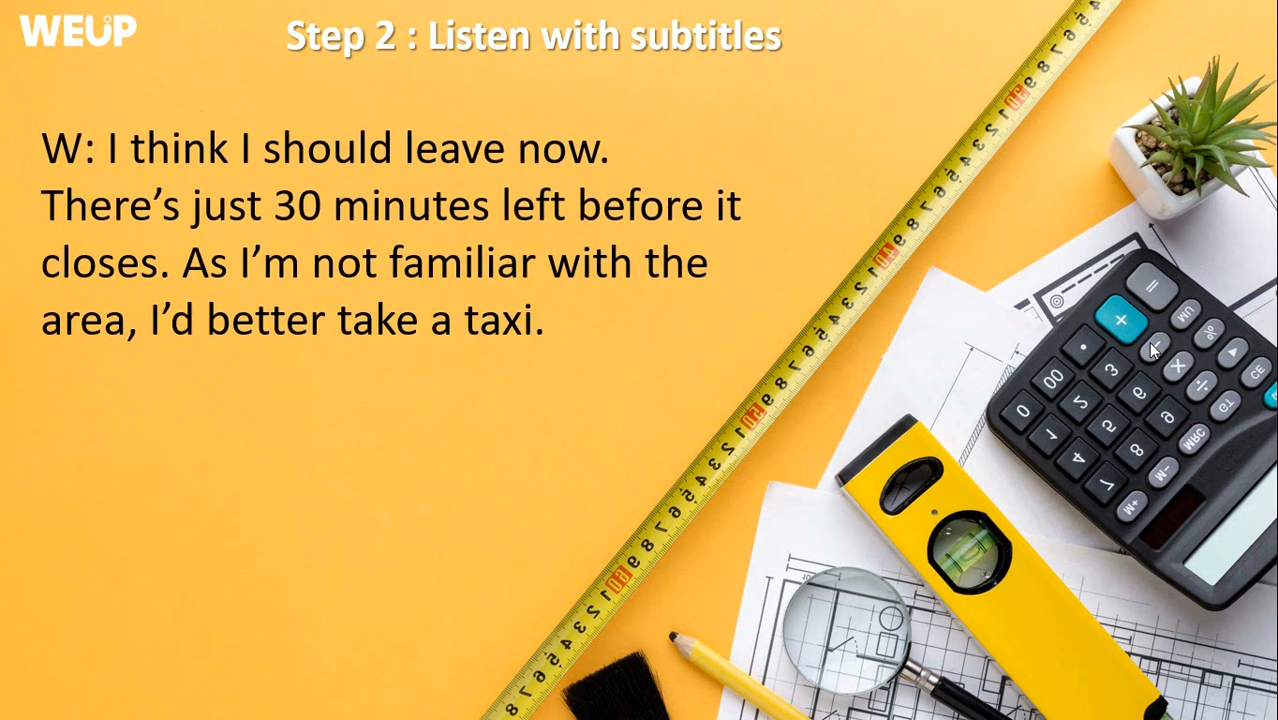 WEUP
Step 2 : Listen with subtitles
W: I think I should leave now.
There’s just 30 minutes left before it
closes. As I’m not familiar with the
area, I’d better take a taxi.